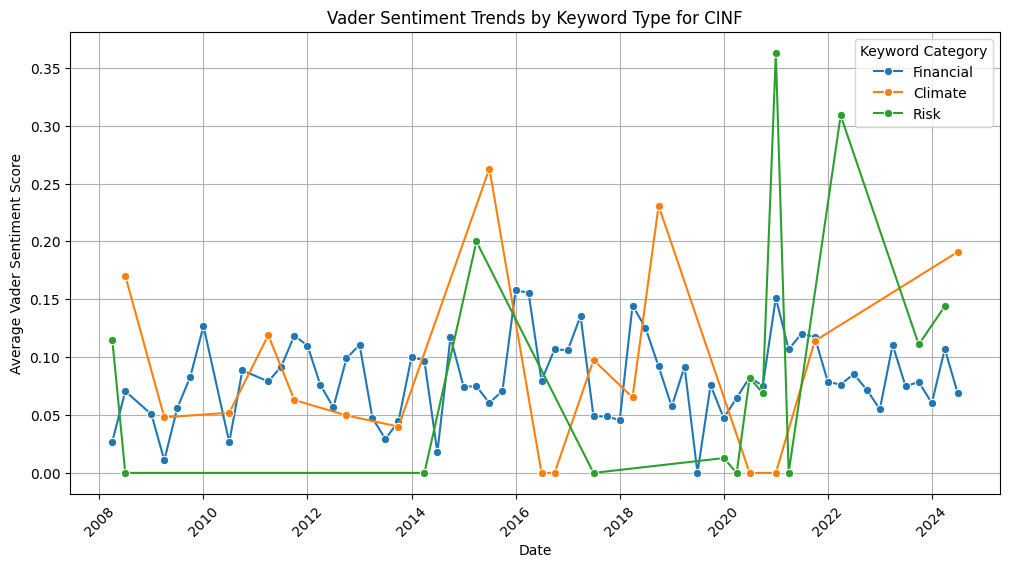 Vader Sentiment Trends by Keyword Type for CINF
Keyword Category
Financial
Climate
Risk
Average Vader Sentiment Score
0.35
0.30
0.25
0.20
0.15
0.10
0.05
0.00
2008
2010
2012
2014
2016
2018
2020
2022
2024
Date